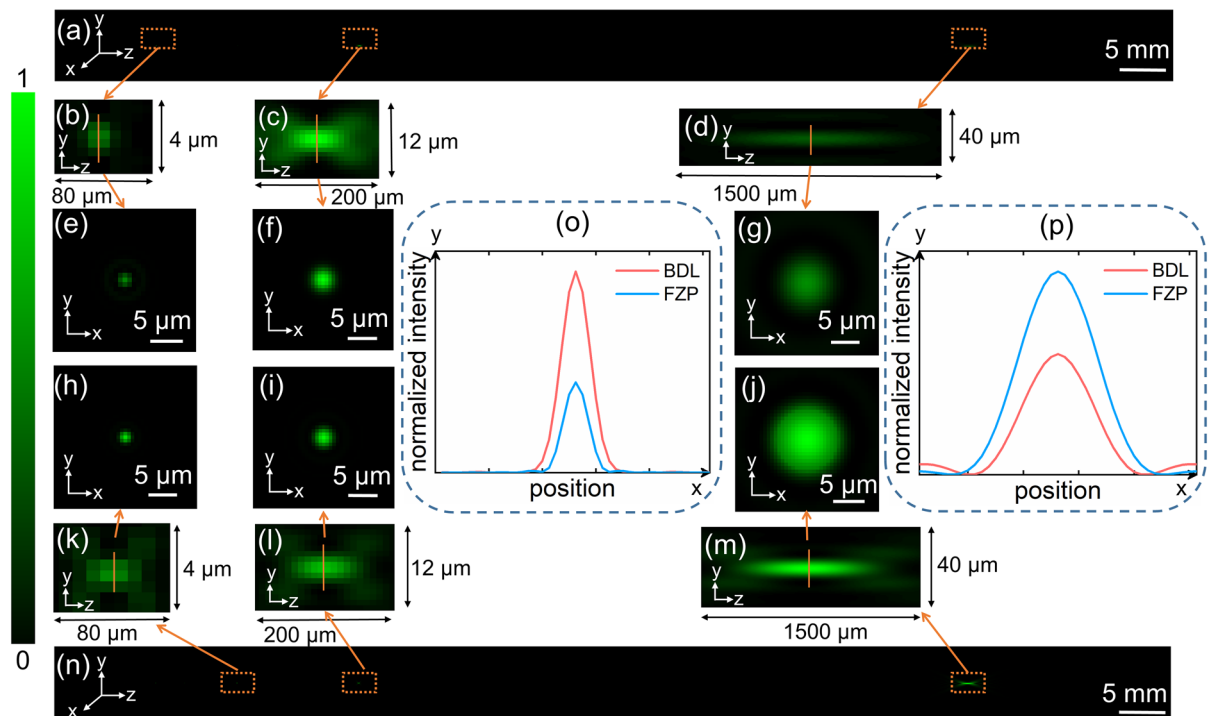 (a)
y
z
x
5 mm
1
0
(b)
y
z
4 μm
80 μm
(c)
y
z
12 μm
200 μm
(d)
y
z
40 μm
1500 μm
(e)
y
x
5 μm
(f)
y
x
5 μm
(o)
y
normalized intensity
BDL
FZP
position
x
(g)
y
x
5 μm
(p)
y
normalized intensity
BDL
FZP
position
x
(h)
y
x
5 μm
(i)
y
x
5 μm
(j)
y
x
5 μm
(k)
y
z
4 μm
80 μm
(l)
y
z
12 μm
200 μm
(m)
y
z
40 μm
1500 μm
(n)
y
z
x
5 mm